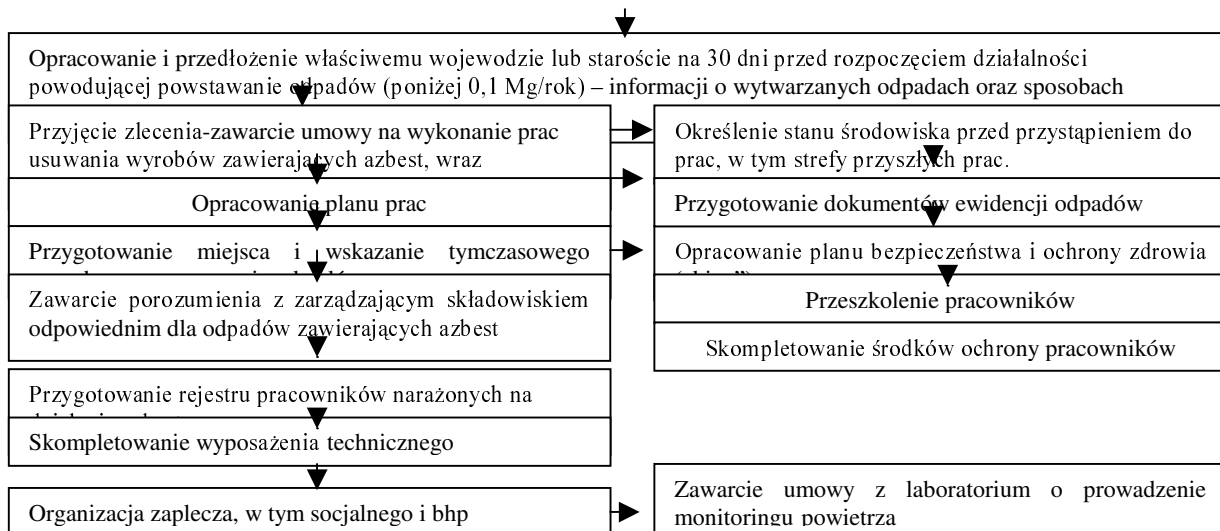 Opracowanie i przedłożenie właściwemu wojewodzie lub staroście na 30 dni przed rozpoczęciem działalności
powodującej powstawanie odpadów (poniżej 0,1 Mg/rok) – informacji o wytwarzanych odpadach oraz sposobach
Przyjęcie zlecenia-zawarcie umowy na wykonanie prac
usuwania wyrobów zawierających azbest, wraz
Opracowanie planu prac
Przygotowanie miejsca i wskazanie tymczasowego
Zawarcie porozumienia z zarządzającym składowiskiem
odpowiednim dla odpadów zawierających azbest
Przygotowanie rejestru pracowników narażonych na
Skompletowanie wyposażenia technicznego
Organizacja zaplecza, w tym socjalnego i bhp
Określenie stanu środowiska przed przystąpieniem do
prac, w tym strefy przyszłych prac.
Przygotowanie dokumentów ewidencji odpadów
Opracowanie planu bezpieczeństwa i ochrony zdrowia
Przeszkolenie pracowników
Skompletowanie środków ochrony pracowników
Zawarcie umowy z laboratorium o prowadzenie
monitoringu powietrza